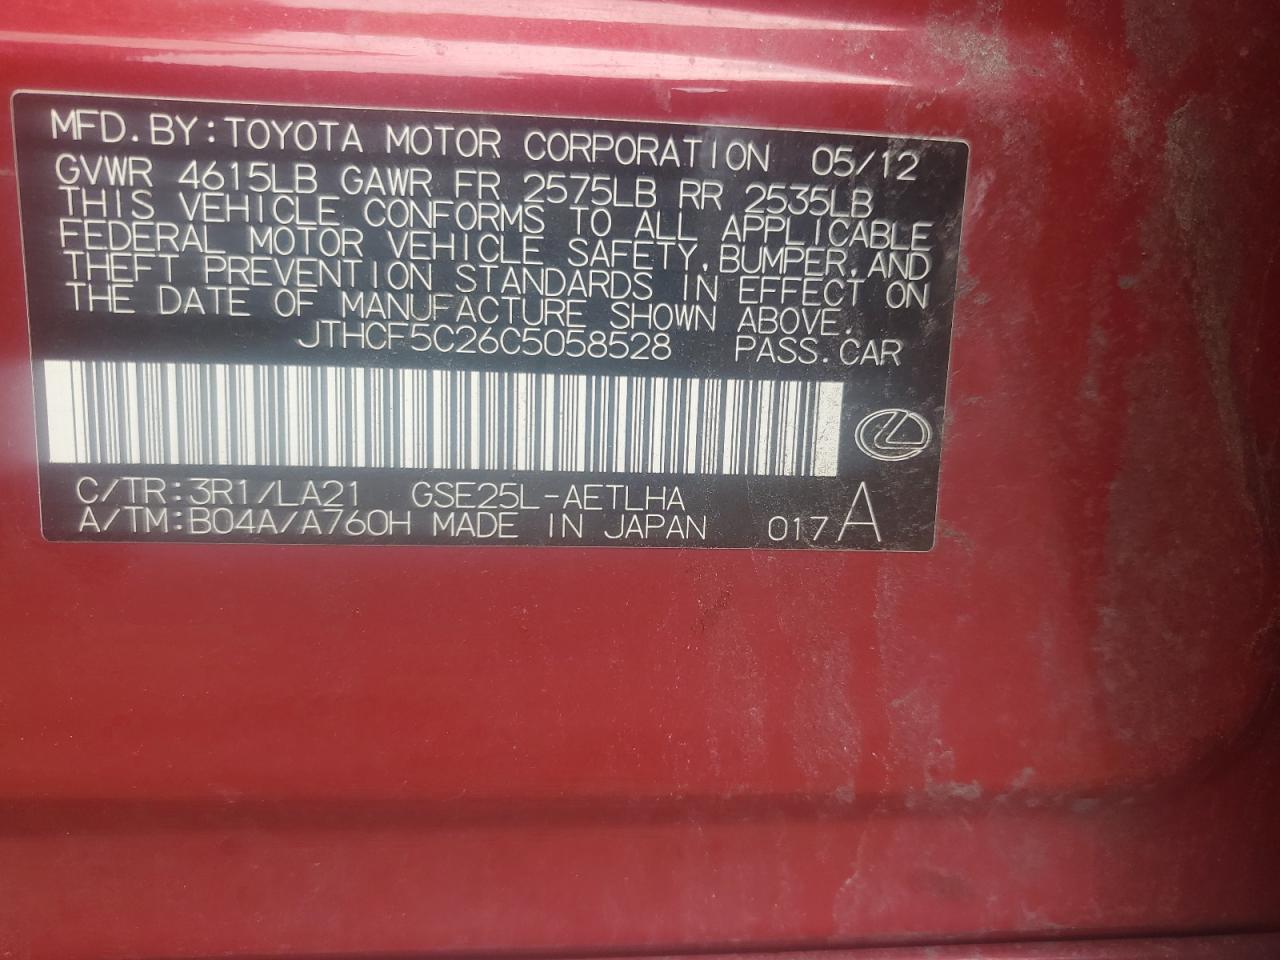 MFD.BY:TOYOTA MOTOR CORPORATION 05/12
GVWR 4615LB GAWR FR 2575LB RR 2535LB
THIS VEHICLE CONFORMS TO ALL APPLICABLE
FEDERAL MOTOR VEHICLE SAFETY,BUMPER,AND
THEFT PREVENTION STANDARDS IN EFFECT ON
THE DATE OF MANUFACTURE SHOWN ABOVE.
JTHCF5C26C5058528 PASS.CAR
C/TR:3R1/LA21 GSE25L-AETLHA
A/TM:B04A/A760H MADE IN JAPAN 017A